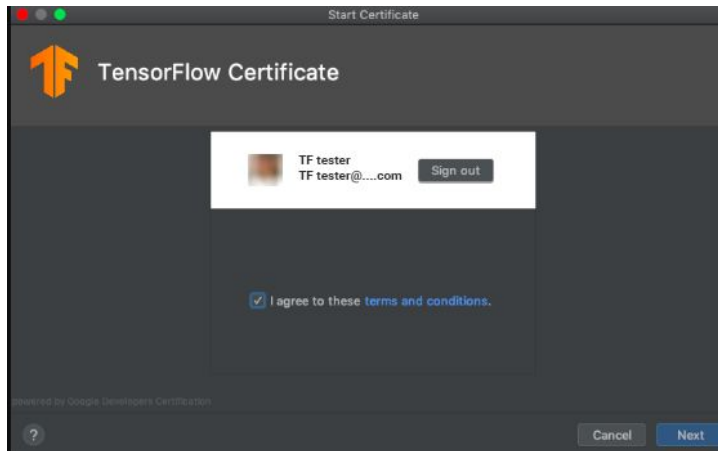 Start Certificate
TensorFlow Certificate
TF tester
TF tester@....com
Sign out
I agree to these terms and conditions.
powered by Google Developers Certification
?
Cancel
Next